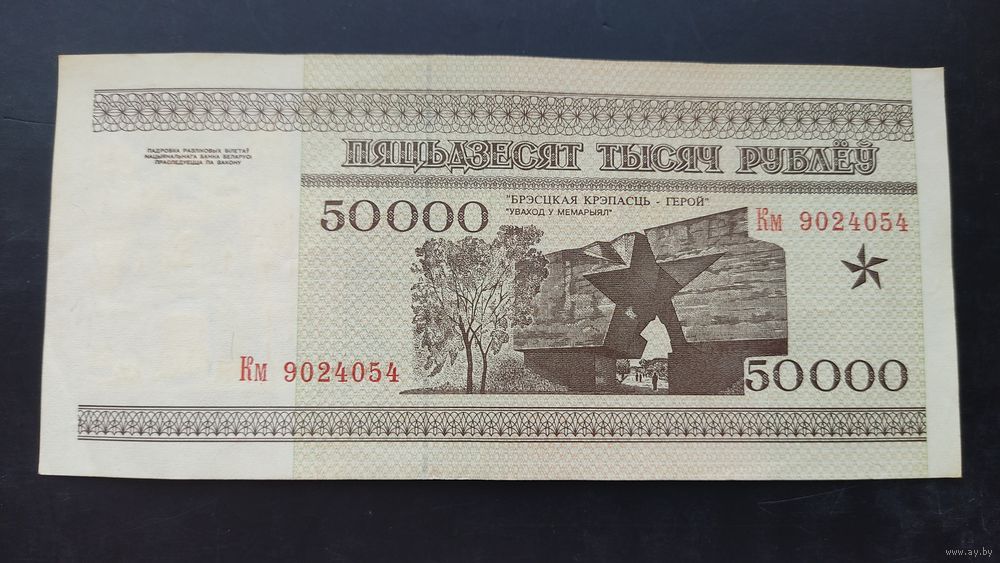 ПАДРОБКА РАЗЛІКОВЫХ БІЛЕТАЎ
НАЦЫЯНАЛЬНАГА БАНКА БЕЛАРУСІ
ПРАСЛЕДУЕЦЦА ПА ЗАКОНУ
ПЯЦЬДЗЕСЯТ ТЫСЯЧ РУБЛЁЎ
50000
"БРЭСЦКАЯ КРЭПАСЦЬ - ГЕРОЙ"
"УВАХОД У МЕМАРЫЯЛ"
Км 9024054
Км 9024054
50000
www.ay.by